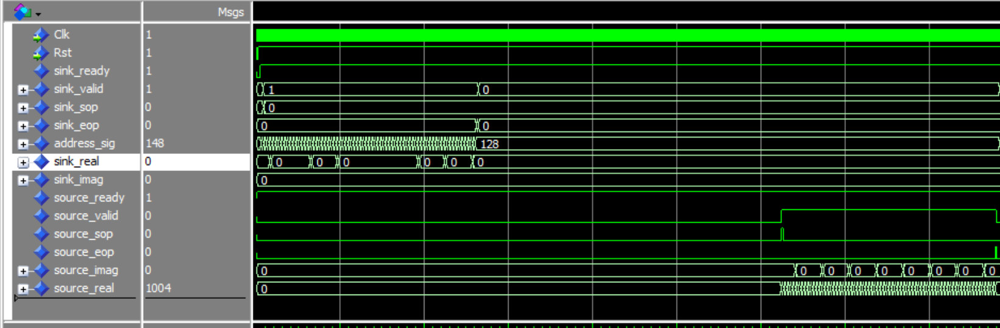 Msgs
Clk 1
Rst 1
sink_ready 1
sink_valid 1 1 0
sink_sop 0 0
sink_eop 0 0 0
address_sig 148 128
sink_real 0 0 0 0 0 0 0
sink_imag 0 0
source_ready 1
source_valid 0
source_sop 0
source_eop 0
source_imag 0 0 0 0 0 0 0 0 0 0
source_real 1004 0